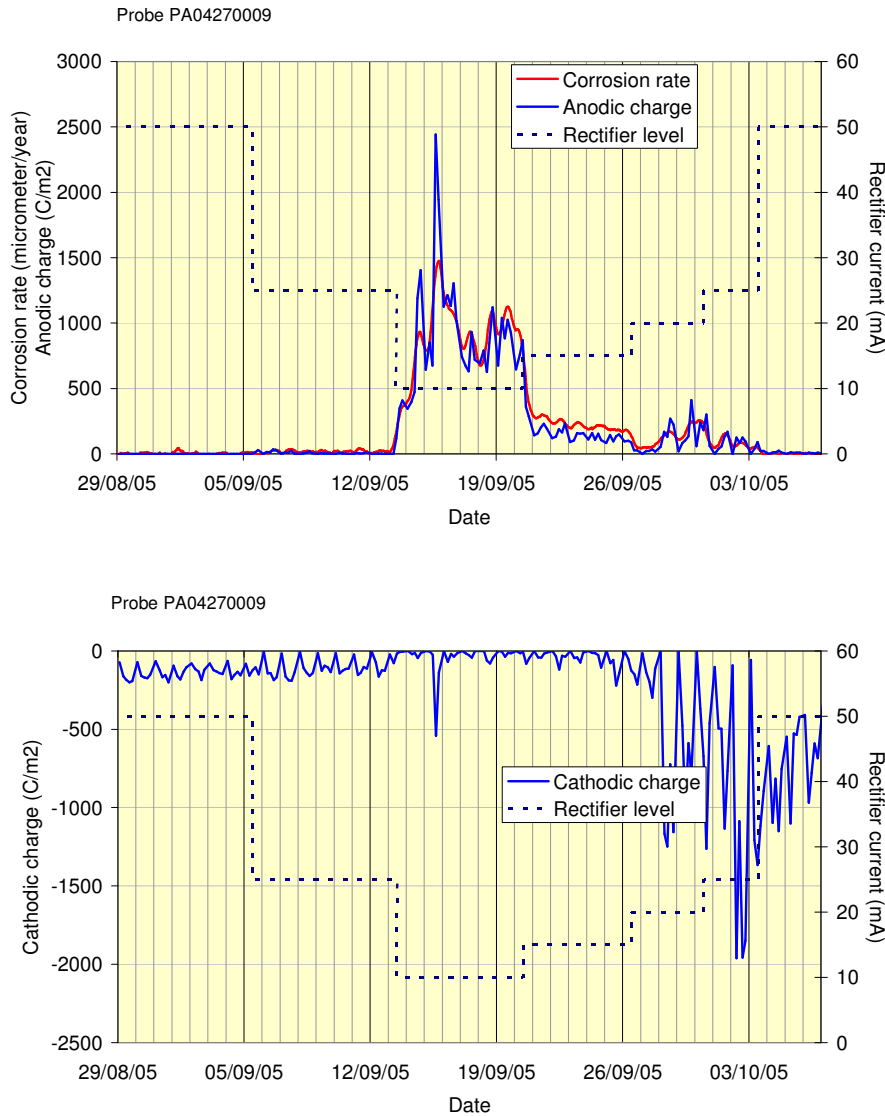 Probe PA04270009
Corrosion rate (micrometer/year)
Anodic charge (C/m2)
3000
2500
2000
1500
1000
500
0
Corrosion rate
Anodic charge
Rectifier level
60
50
40
30
20
10
0
Rectifier current (mA)
29/08/05 05/09/05 12/09/05 19/09/05 26/09/05 03/10/05
Date
Probe PA04270009
Cathodic charge (C/m2)
0
-500
-1000
-1500
-2000
-2500
Cathodic charge
Rectifier level
60
50
40
30
20
10
0
Rectifier current (mA)
29/08/05 05/09/05 12/09/05 19/09/05 26/09/05 03/10/05
Date